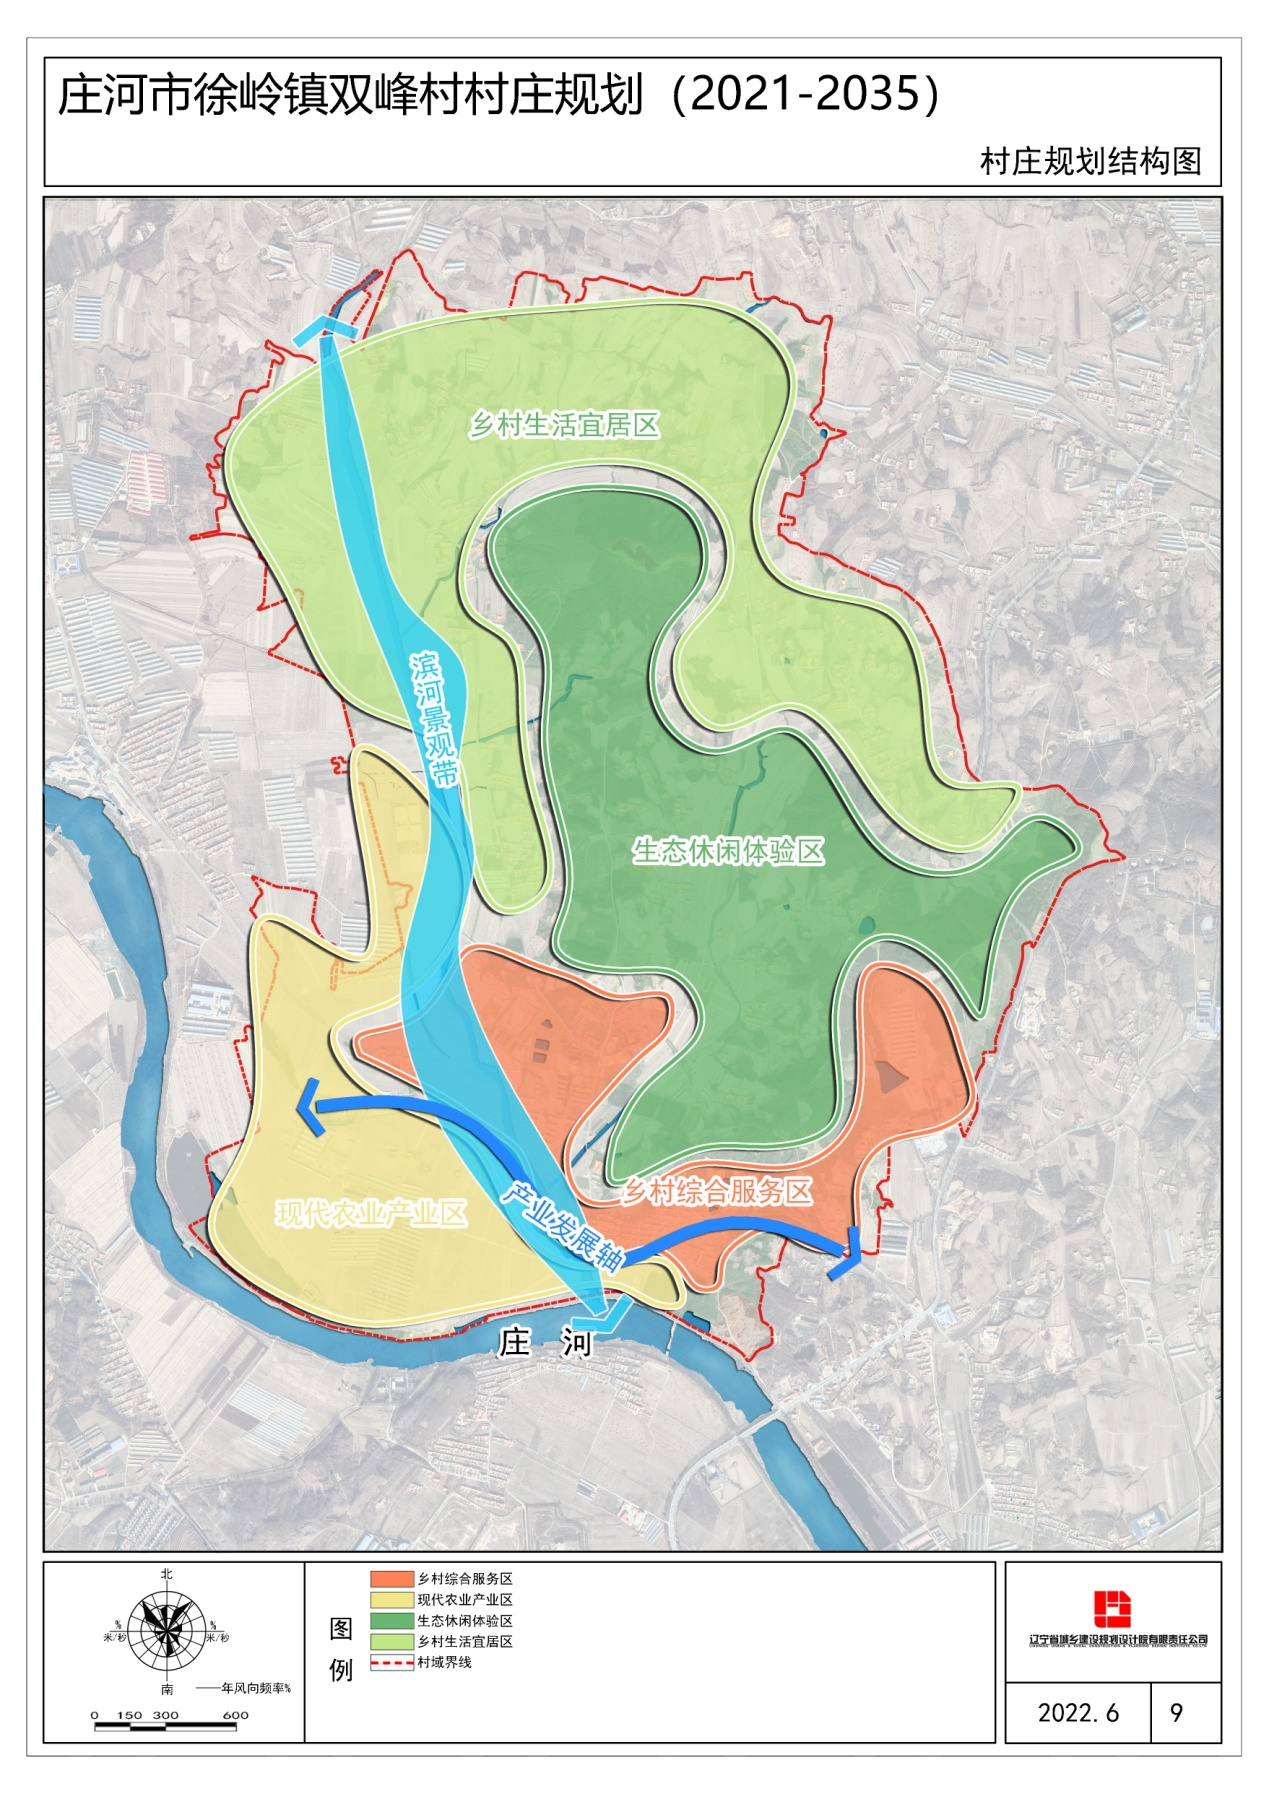 庄河市徐岭镇双峰村村庄规划（2021-2035）
村庄规划结构图
乡村生活宜居区
滨河景观带
生态休闲体验区
现代农业产业区
产业发展轴
乡村综合服务区
庄 河
北
% %
米/秒 米/秒
南
年风向频率%
0 150 300 600
图例
乡村综合服务区
现代农业产业区
生态休闲体验区
乡村生活宜居区
村域界线
辽宁省城乡建设规划设计院有限责任公司
2022.6
9